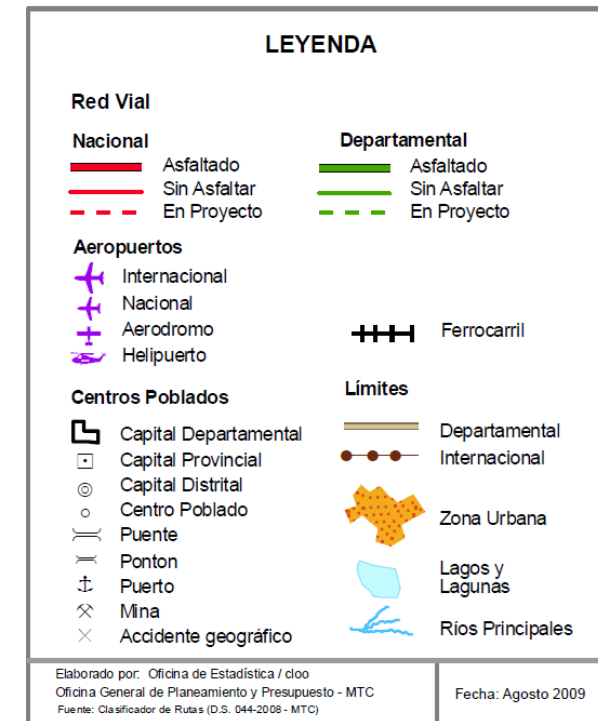 LEYENDA
Red Vial
Nacional
Asfaltado
Sin Asfaltar
En Proyecto
Departamental
Asfaltado
Sin Asfaltar
En Proyecto
Aeropuertos
Internacional
Nacional
Aerodromo
Helipuerto
Ferrocarril
Centros Poblados
Capital Departamental
Capital Provincial
Capital Distrital
Centro Poblado
Puente
Ponton
Puerto
Mina
Accidente geográfico
Límites
Departamental
Internacional
Zona Urbana
Lagos y
Lagunas
Ríos Principales
Elaborado por: Oficina de Estadística / cloo
Oficina General de Planeamiento y Presupuesto - MTC
Fuente: Clasificador de Rutas (D.S. 044-2008 - MTC)
Fecha: Agosto 2009